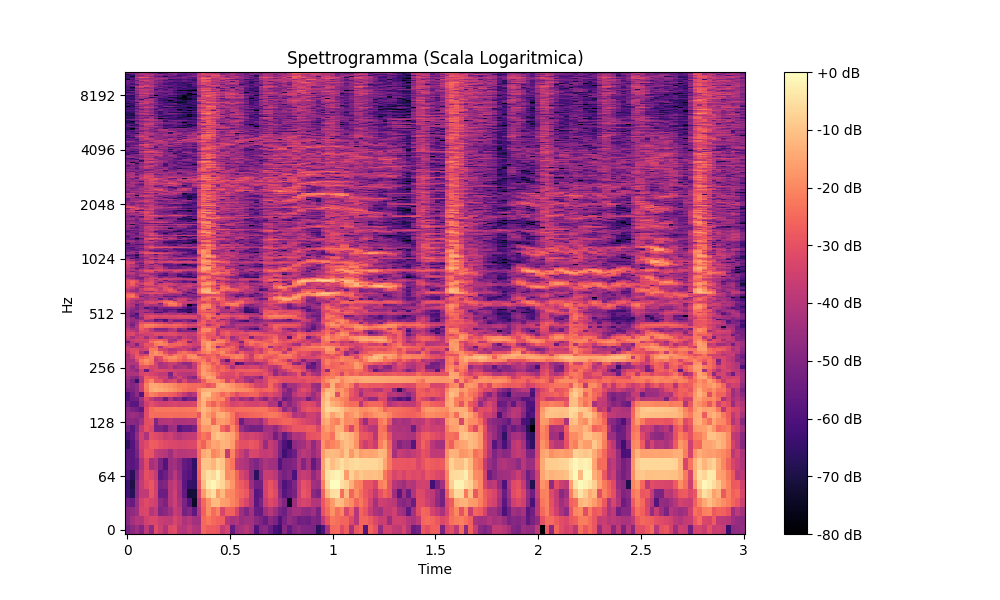 Spettrogramma (Scala Logaritmica)
Hz
8192
4096
2048
1024
512
256
128
64
0
0 0.5 1 1.5 2 2.5 3
Time
+0 dB
-10 dB
-20 dB
-30 dB
-40 dB
-50 dB
-60 dB
-70 dB
-80 dB